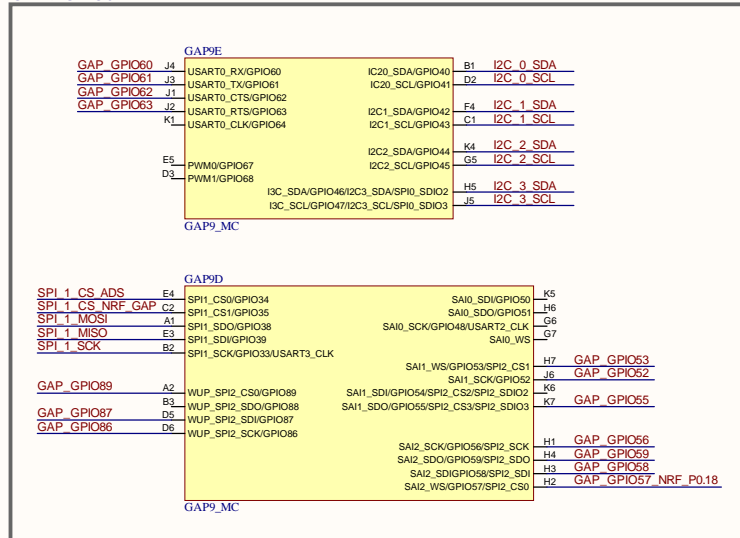 GAP9E
GAP_GPIO60 J4 USART0_RX/GPIO60 IC20_SDA/GPIO40 B1 I2C_0_SDA
GAP_GPIO61 J3 USART0_TX/GPIO61 IC20_SCL/GPIO41 D2 I2C_0_SCL
GAP_GPIO62 J1 USART0_CTS/GPIO62
GAP_GPIO63 J2 USART0_RTS/GPIO63 I2C1_SDA/GPIO42 F4 I2C_1_SDA
K1 USART0_CLK/GPIO64 I2C1_SCL/GPIO43 C1 I2C_1_SCL
I2C2_SDA/GPIO44 K4 I2C_2_SDA
E5 PWM0/GPIO67 I2C2_SCL/GPIO45 G5 I2C_2_SCL
D3 PWM1/GPIO68
I3C_SDA/GPIO46/I2C3_SDA/SPI0_SDIO2 H5 I2C_3_SDA
I3C_SCL/GPIO47/I2C3_SCL/SPI0_SDIO3 J5 I2C_3_SCL
GAP9_MC
GAP9D
SPI_1_CS_ADS E4 SPI1_CS0/GPIO34 SAI0_SDI/GPIO50 K5
SPI_1_CS_NRF_GAP C2 SPI1_CS1/GPIO35 SAI0_SDO/GPIO51 H6
SPI_1_MOSI A1 SPI1_SDO/GPIO38 SAI0_SCK/GPIO48/USART2_CLK G6
SPI_1_MISO E3 SPI1_SDI/GPIO39 SAI0_WS G7
SPI_1_SCK B2 SPI1_SCK/GPIO33/USART3_CLK
SAI1_WS/GPIO53/SPI2_CS1 H7 GAP_GPIO53
SAI1_SCK/GPIO52 J6 GAP_GPIO52
GAP_GPIO89 A2 WUP_SPI2_CS0/GPIO89 SAI1_SDI/GPIO54/SPI2_CS2/SPI2_SDIO2 K6
B3 WUP_SPI2_SDO/GPIO88 SAI1_SDO/GPIO55/SPI2_CS3/SPI2_SDIO3 K7 GAP_GPIO55
GAP_GPIO87 D5 WUP_SPI2_SDI/GPIO87
GAP_GPIO86 D6 WUP_SPI2_SCK/GPIO86
SAI2_SCK/GPIO56/SPI2_SCK H1 GAP_GPIO56
SAI2_SDO/GPIO59/SPI2_SDO H4 GAP_GPIO59
SAI2_SDIGPIO58/SPI2_SDI H3 GAP_GPIO58
SAI2_WS/GPIO57/SPI2_CS0 H2 GAP_GPIO57_NRF_P0.18
GAP9_MC